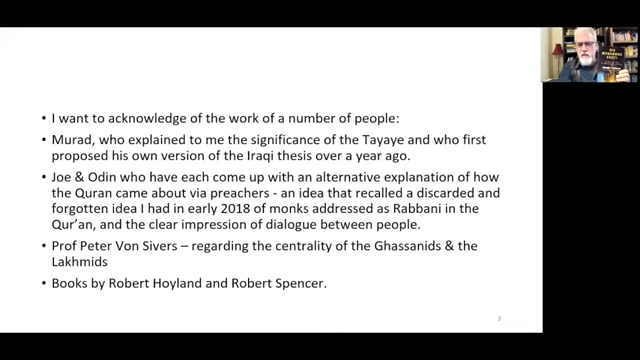 • I want to acknowledge of the work of a number of people:
• Murad, who explained to me the significance of the Tayaye and who first
proposed his own version of the Iraqi thesis over a year ago.
• Joe & Odin who have each come up with an alternative explanation of how
the Quran came about via preachers - an idea that recalled a discarded and
forgotten idea I had in early 2018 of monks addressed as Rabbani in the
Qur'an, and the clear impression of dialogue between people.
• Prof Peter Von Sivers – regarding the centrality of the Ghassanids & the
Lakhmids
• Books by Robert Hoyland and Robert Spencer.
2